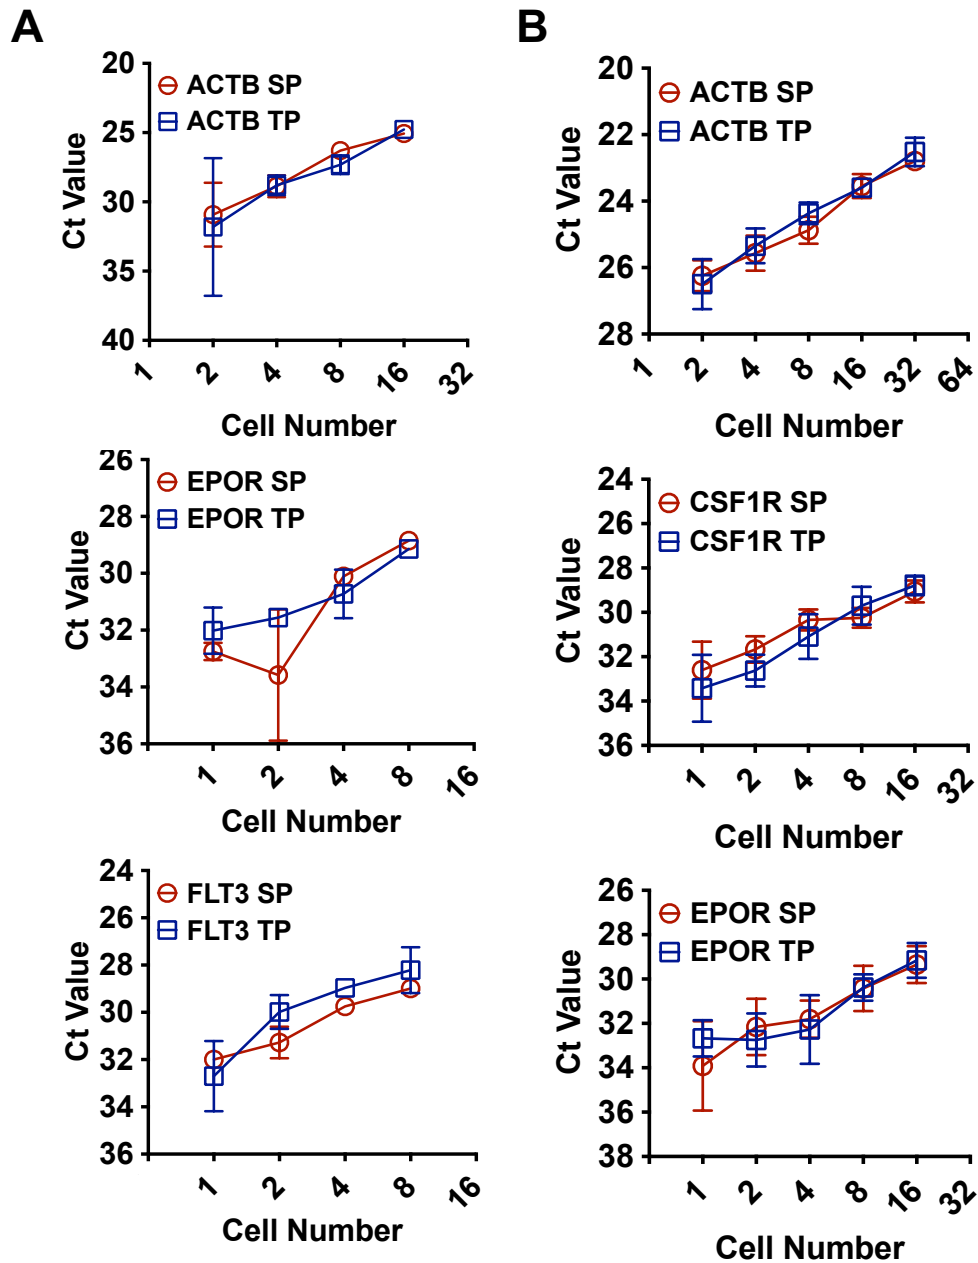 A
20
25
30
35
40
Ct Value
ACTB SP
ACTB TP
1
2
4
8
16
32
Cell Number
26
28
30
32
34
36
Ct Value
EPOR SP
EPOR TP
1
2
4
8
16
Cell Number
24
26
28
30
32
34
36
Ct Value
FLT3 SP
FLT3 TP
1
2
4
8
16
Cell Number
B
20
22
24
26
28
Ct Value
ACTB SP
ACTB TP
1
2
4
8
16
32
64
Cell Number
24
26
28
30
32
34
36
Ct Value
CSF1R SP
CSF1R TP
1
2
4
8
16
32
Cell Number
26
28
30
32
34
36
38
Ct Value
EPOR SP
EPOR TP
1
2
4
8
16
32
Cell Number